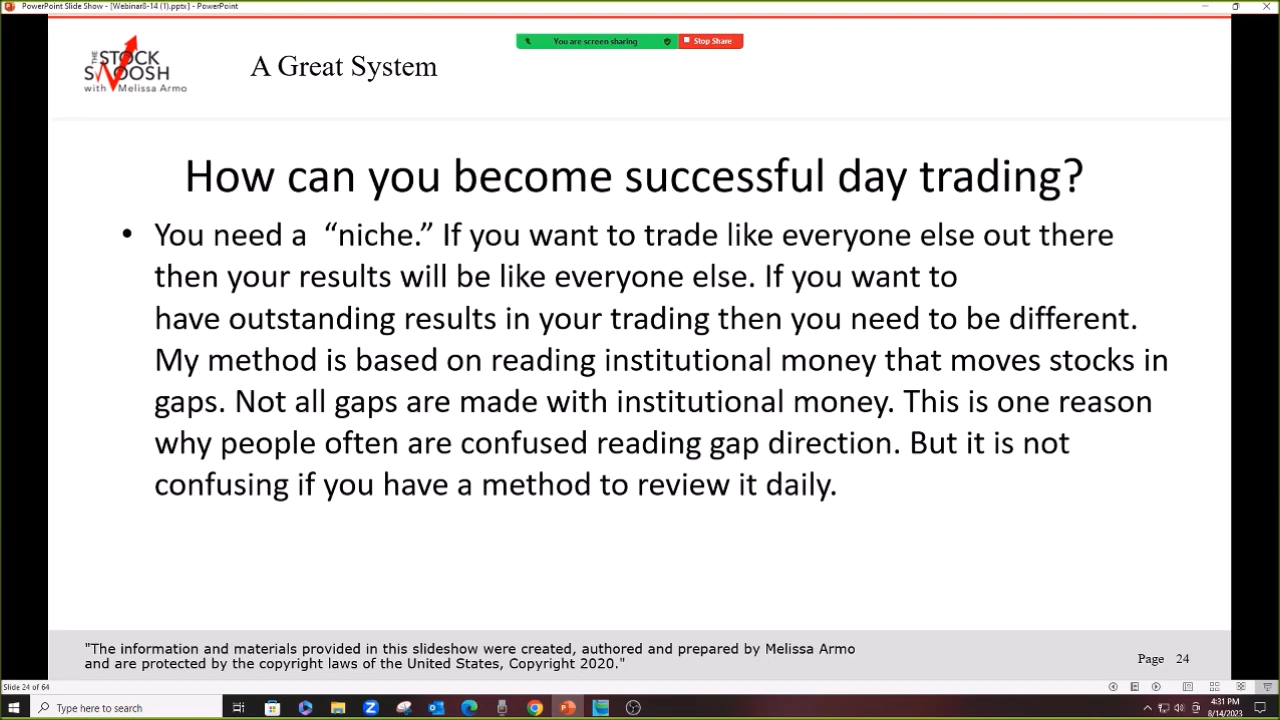 PowerPoint Slide Show - [Webinar8-14 (1).pptx] - PowerPoint
You are screen sharing
Stop Share
THE
STOCK
SWOOSH
with Melissa Armo
A Great System
How can you become successful day trading?
• You need a “niche.” If you want to trade like everyone else out there
then your results will be like everyone else. If you want to
have outstanding results in your trading then you need to be different.
My method is based on reading institutional money that moves stocks in
gaps. Not all gaps are made with institutional money. This is one reason
why people often are confused reading gap direction. But it is not
confusing if you have a method to review it daily.
"The information and materials provided in this slideshow were created, authored and prepared by Melissa Armo
and are protected by the copyright laws of the United States, Copyright 2020."
Page 24
Slide 24 of 64
Type here to search
4:31 PM
8/14/2023